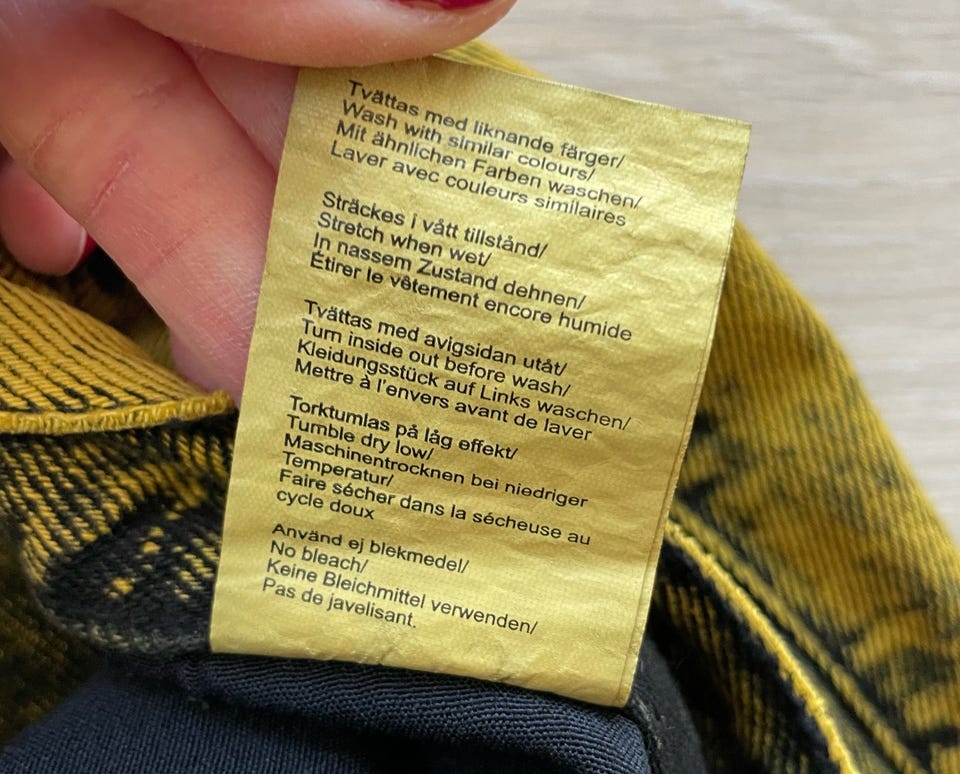 Tvättas med liknande färger/
Wash with similar colours/
Mit ähnlichen Farben waschen/
Laver avec couleurs similaires
Sträckes i vått tillstånd/
Stretch when wet/
In nassem Zustand dehnen/
Étirer le vêtement encore humide
Tvättas med avigsidan utåt/
Turn inside out before wash/
Kleidungsstück auf Links waschen/
Mettre à l'envers avant de laver
Torktumlas på låg effekt/
Tumble dry low/
Maschinentrocknen bei niedriger
Temperatur/
Faire sécher dans la sécheuse au
cycle doux
Använd ej blekmedel/
No bleach/
Keine Bleichmittel verwenden/
Pas de javelisant.